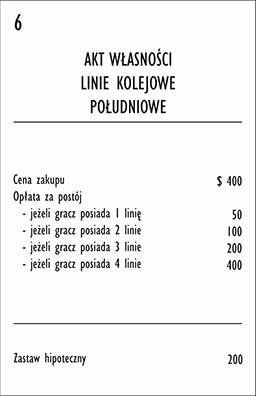 6
AKT WŁASNOŚCI
LINIE KOLEJOWE
POŁUDNIOWE
Cena zakupu $ 400
Opłata za postój
- jeżeli gracz posiada 1 linię 50
- jeżeli gracz posiada 2 linie 100
- jeżeli gracz posiada 3 linie 200
- jeżeli gracz posiada 4 linie 400
Zastaw hipoteczny 200